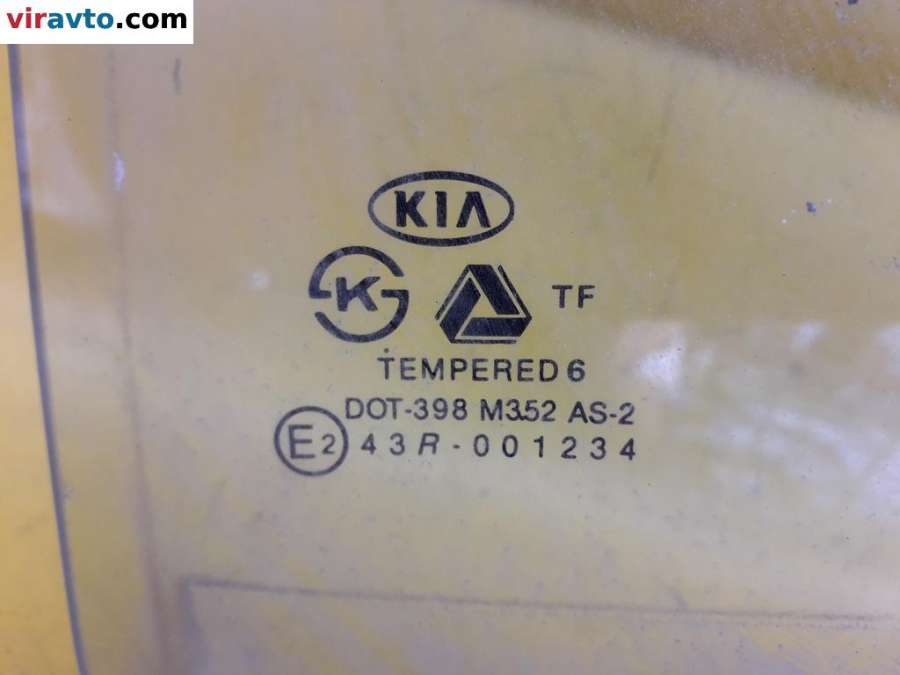 viravto.com
KIA
K
TF
TEMPERED 6
DOT-398 M352 AS-2
E2 43R-001234